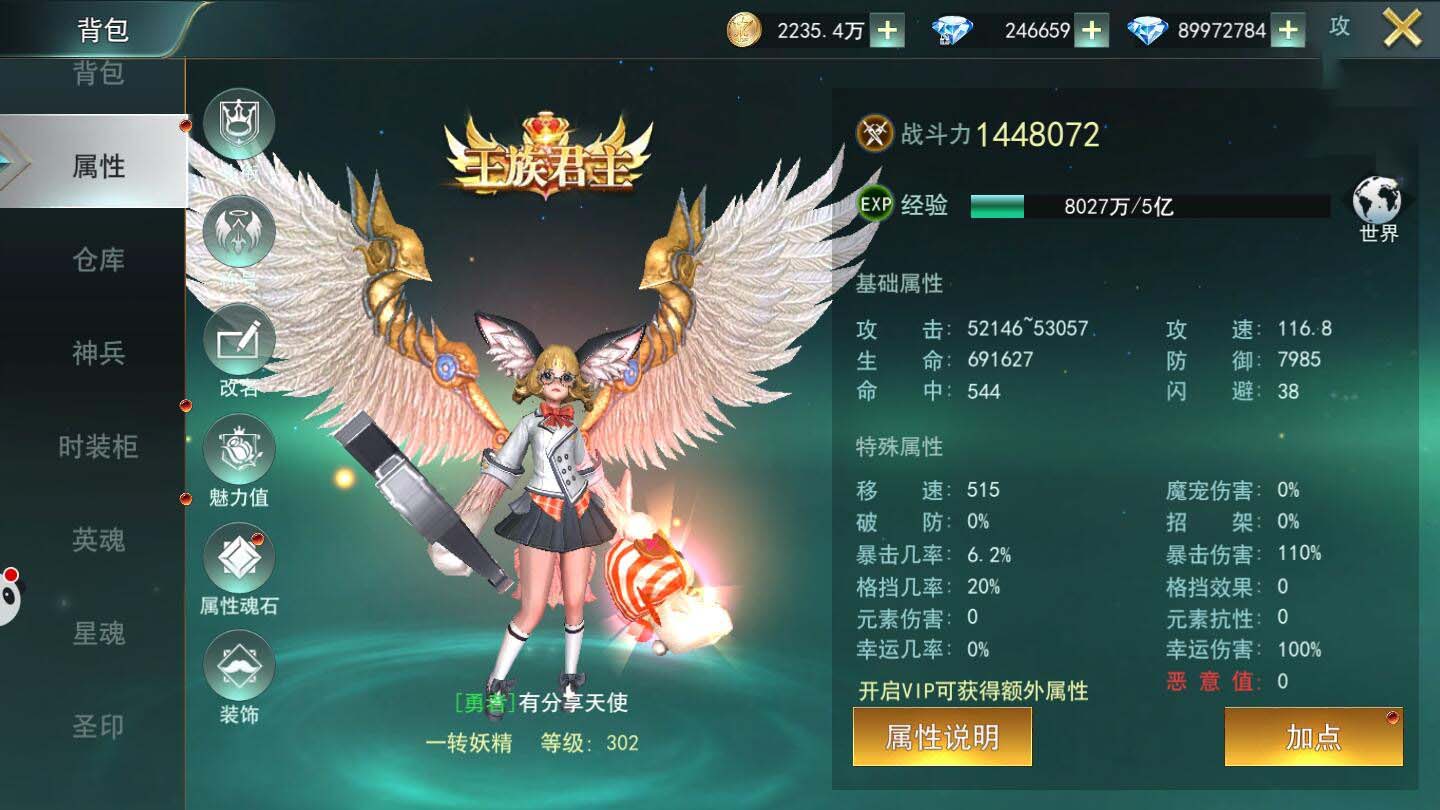 背包
2235.4万
246659
89972784
攻
背包
属性
仓库
神兵
时装柜
英魂
星魂
圣印
改名
魅力值
属性魂石
装饰
王族君主
[勇者]有分享天使
一转妖精 等级: 302
战斗力 1448072
EXP 经验 8027万/5亿
世界
基础属性
攻 击: 52146~53057 攻 速: 116.8
生 命: 691627 防 御: 7985
命 中: 544 闪 避: 38
特殊属性
移 速: 515 魔宠伤害: 0%
破 防: 0% 招 架: 0%
暴击几率: 6.2% 暴击伤害: 110%
格挡几率: 20% 格挡效果: 0
元素伤害: 0 元素抗性: 0
幸运几率: 0% 幸运伤害: 100%
恶 意 值: 0
开启VIP可获得额外属性
属性说明
加点